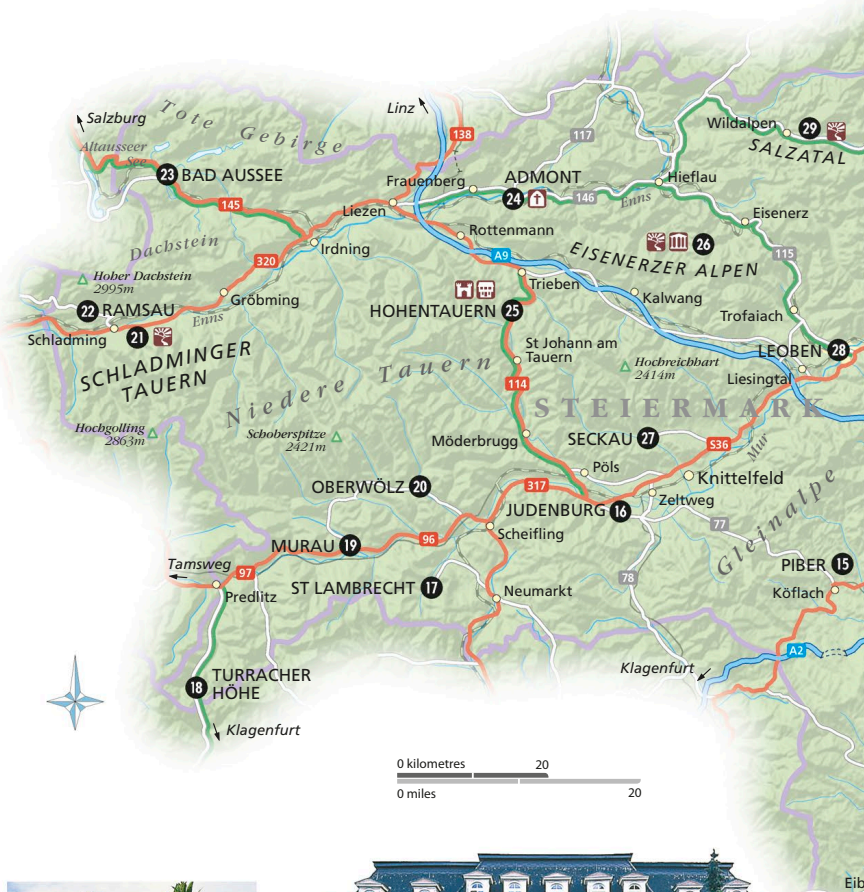 Salzburg
Tote Gebirge
Linz
138
117
Wildalpen
29
SALZATAL
Altausseer
See
23 BAD AUSSEE
Frauenberg
ADMONT
24
146
Enns
Hieflau
145
Liezen
Rottenmann
Eisenerz
Dachstein
Irdning
A9
EISENERZER ALPEN
26
115
Hoher Dachstein
2995m
320
Gröbming
Trieben
Kalwang
22 RAMSAU
Enns
HOHENTAUERN 25
Trofaiach
Schladming
21
SCHLADMINGER
TAUERN
St Johann am
Tauern
Hochreichhart
2414m
LEOBEN 28
Liesingtal
Niedere Tauern
114
STEIERMARK
Hochgolling
2863m
Schoberspitze
2421m
Möderbrugg
SECKAU 27
S36
Mur
Pöls
Knittelfeld
OBERWÖLZ 20
317
Zeltweg
JUDENBURG 16
77
Gleinalpe
Scheifling
MURAU 19
96
PIBER 15
Tamsweg
97
ST LAMBRECHT 17
78
Köflach
Predlitz
Neumarkt
A2
Klagenfurt
18
TURRACHER
HÖHE
Klagenfurt
0 kilometres 20
0 miles 20
Eib